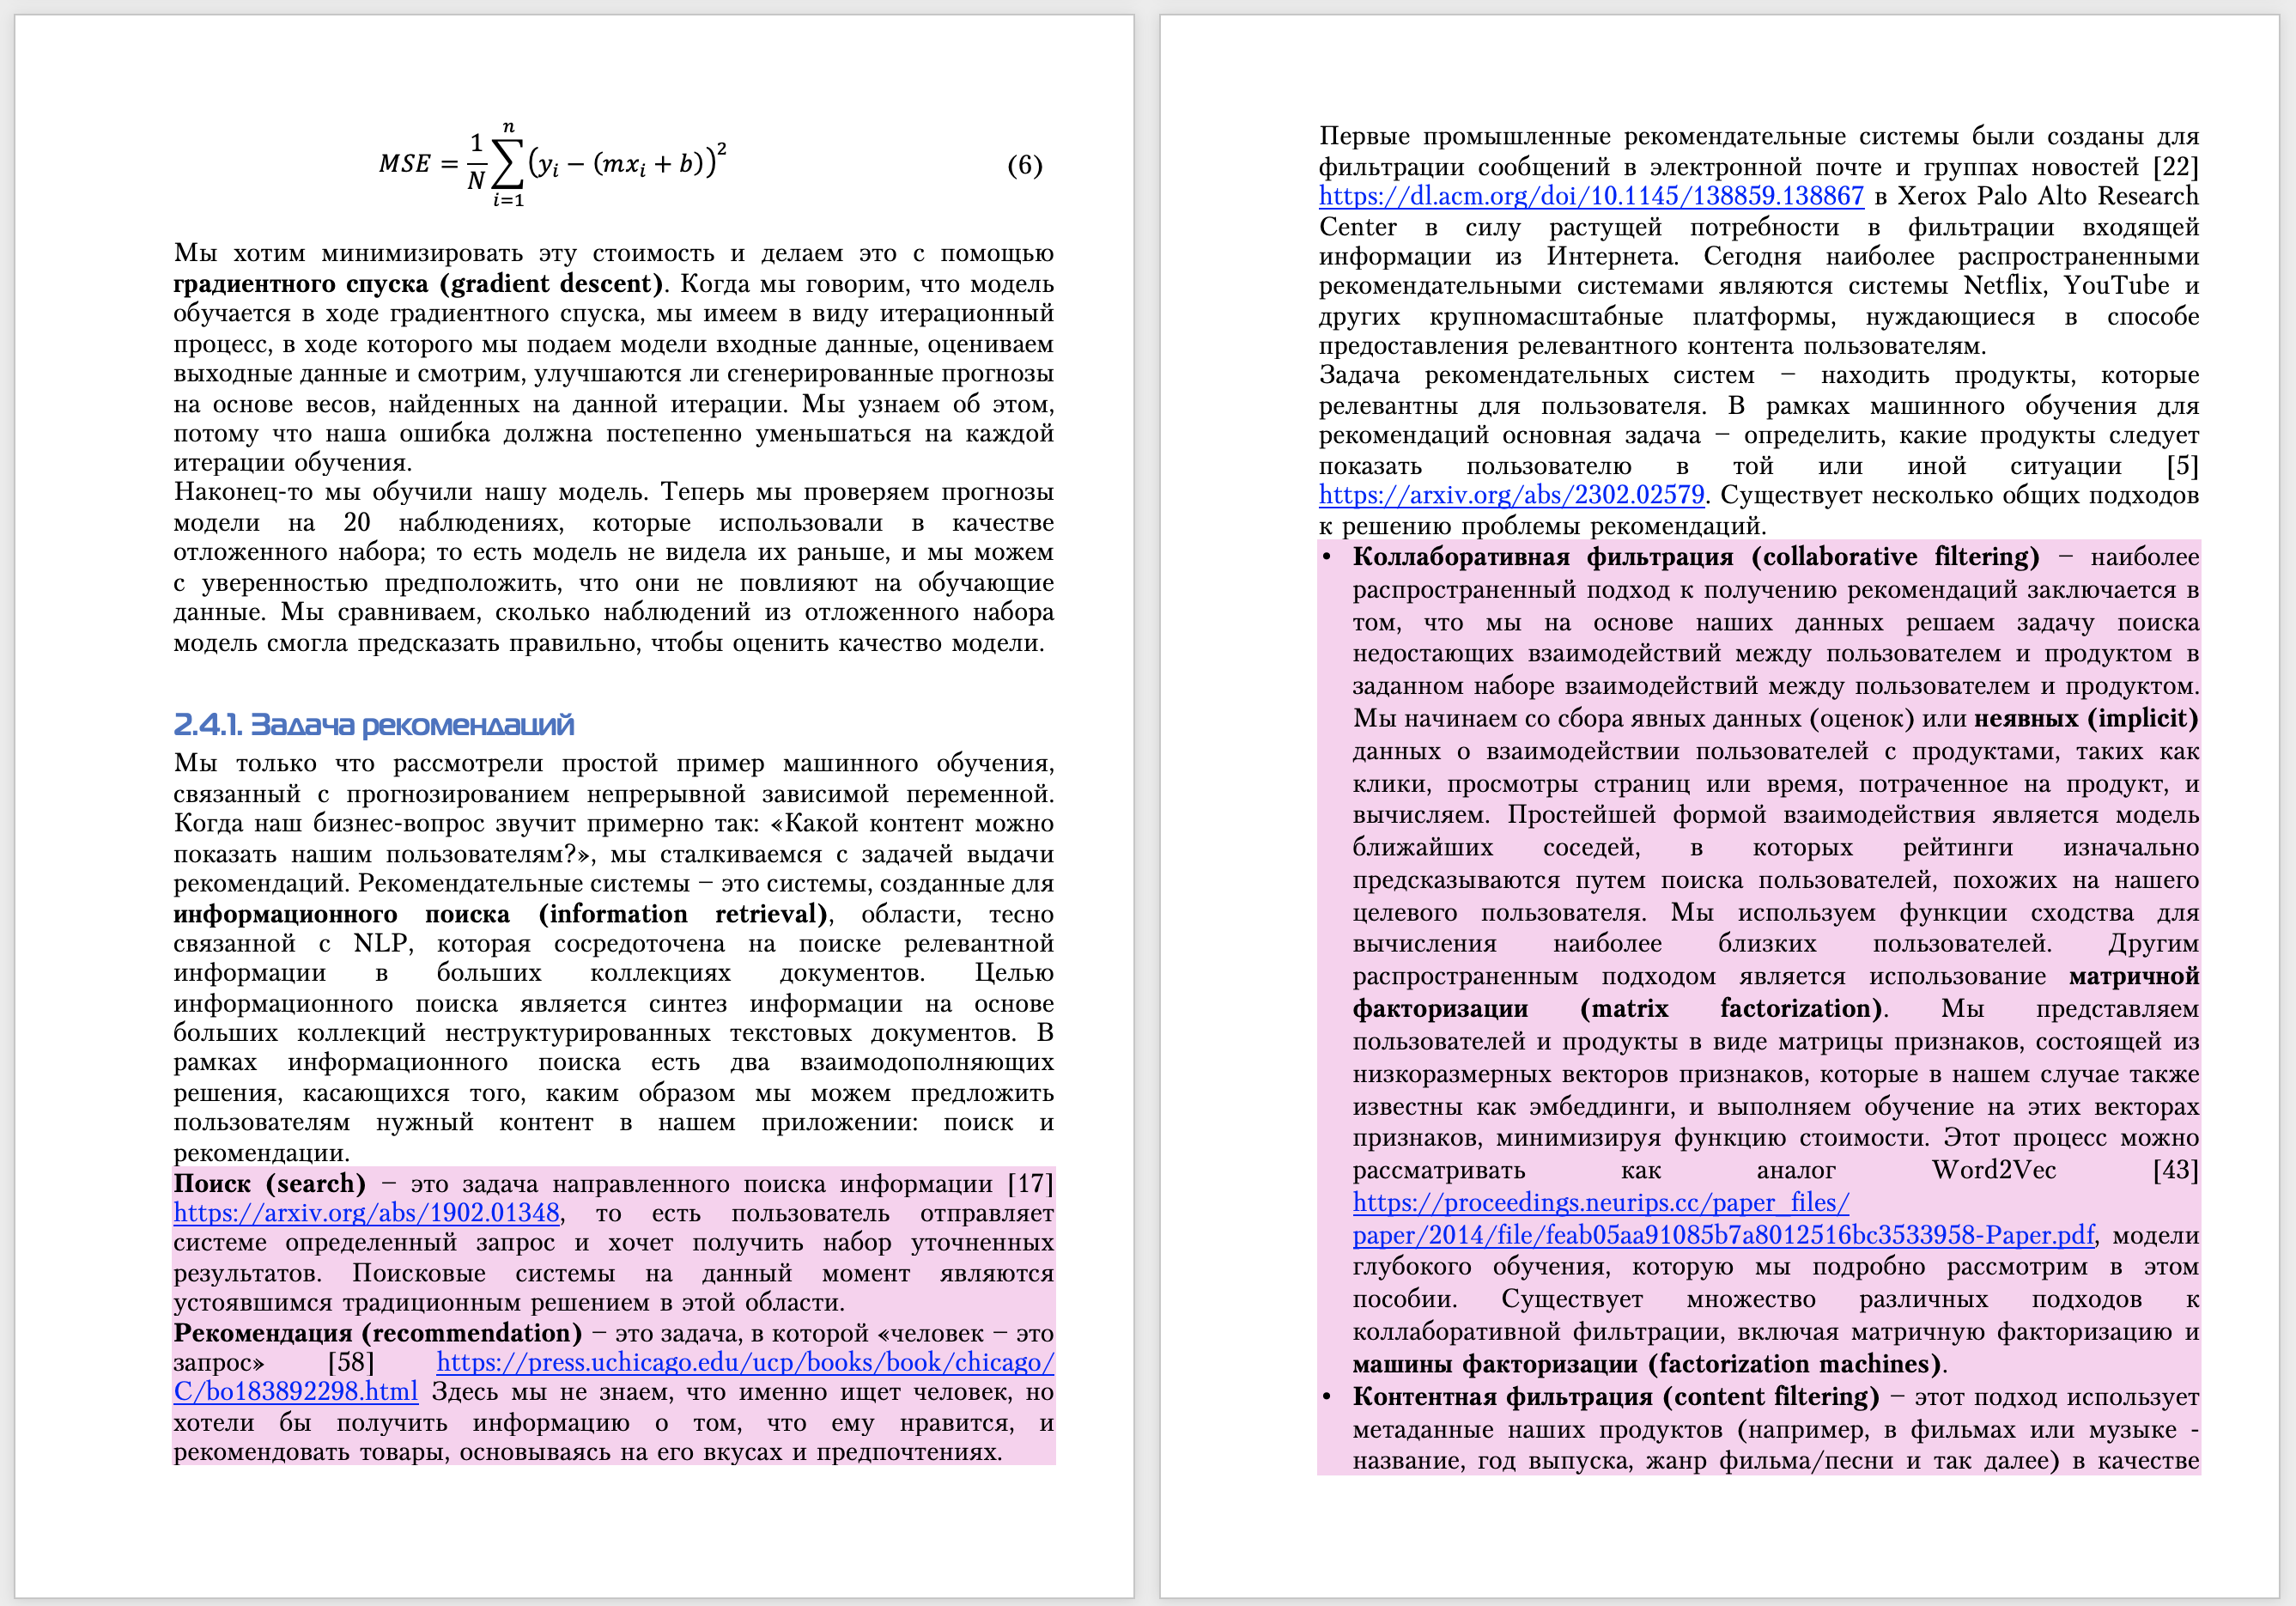 MSE = 1/N ∑_{i=1}^{n} (y_i − (mx_i + b))^2 (6)
Мы хотим минимизировать эту стоимость и делаем это с помощью
градиентного спуска (gradient descent). Когда мы говорим, что модель
обучается в ходе градиентного спуска, мы имеем в виду итерационный
процесс, в ходе которого мы подаем модели входные данные, оцениваем
выходные данные и смотрим, улучшаются ли сгенерированные прогнозы
на основе весов, найденных на данной итерации. Мы узнаем об этом,
потому что наша ошибка должна постепенно уменьшаться на каждой
итерации обучения.
Наконец-то мы обучили нашу модель. Теперь мы проверяем прогнозы
модели на 20 наблюдениях, которые использовали в качестве
отложенного набора; то есть модель не видела их раньше, и мы можем
с уверенностью предположить, что они не повлияют на обучающие
данные. Мы сравниваем, сколько наблюдений из отложенного набора
модель смогла предсказать правильно, чтобы оценить качество модели.
2.4.1. Задача рекомендаций
Мы только что рассмотрели простой пример машинного обучения,
связанный с прогнозированием непрерывной зависимой переменной.
Когда наш бизнес-вопрос звучит примерно так: «Какой контент можно
показать нашим пользователям?», мы сталкиваемся с задачей выдачи
рекомендаций. Рекомендательные системы – это системы, созданные для
информационного поиска (information retrieval), области, тесно
связанной с NLP, которая сосредоточена на поиске релевантной
информации в больших коллекциях документов. Целью
информационного поиска является синтез информации на основе
больших коллекций неструктурированных текстовых документов. В
рамках информационного поиска есть два взаимодополняющих
решения, касающихся того, каким образом мы можем предложить
пользователям нужный контент в нашем приложении: поиск и
рекомендации.
Поиск (search) – это задача направленного поиска информации [17]
https://arxiv.org/abs/1902.01348, то есть пользователь отправляет
системе определенный запрос и хочет получить набор уточненных
результатов. Поисковые системы на данный момент являются
устоявшимся традиционным решением в этой области.
Рекомендация (recommendation) – это задача, в которой «человек – это
запрос» [58] https://press.uchicago.edu/ucp/books/book/chicago/
C/bo183892298.html Здесь мы не знаем, что именно ищет человек, но
хотели бы получить информацию о том, что ему нравится, и
рекомендовать товары, основываясь на его вкусах и предпочтениях.
Первые промышленные рекомендательные системы были созданы для
фильтрации сообщений в электронной почте и группах новостей [22]
https://dl.acm.org/doi/10.1145/138859.138867 в Xerox Palo Alto Research
Center в силу растущей потребности в фильтрации входящей
информации из Интернета. Сегодня наиболее распространенными
рекомендательными системами являются системы Netflix, YouTube и
других крупномасштабные платформы, нуждающиеся в способе
предоставления релевантного контента пользователям.
Задача рекомендательных систем – находить продукты, которые
релевантны для пользователя. В рамках машинного обучения для
рекомендаций основная задача – определить, какие продукты следует
показать пользователю в той или иной ситуации [5]
https://arxiv.org/abs/2302.02579. Существует несколько общих подходов
к решению проблемы рекомендаций.
• Коллаборативная фильтрация (collaborative filtering) – наиболее
распространенный подход к получению рекомендаций заключается в
том, что мы на основе наших данных решаем задачу поиска
недостающих взаимодействий между пользователем и продуктом в
заданном наборе взаимодействий между пользователем и продуктом.
Мы начинаем со сбора явных данных (оценок) или неявных (implicit)
данных о взаимодействии пользователей с продуктами, таких как
клики, просмотры страниц или время, потраченное на продукт, и
вычисляем. Простейшей формой взаимодействия является модель
ближайших соседей, в которых рейтинги изначально
предсказываются путем поиска пользователей, похожих на нашего
целевого пользователя. Мы используем функции сходства для
вычисления наиболее близких пользователей. Другим
распространенным подходом является использование матричной
факторизации (matrix factorization). Мы представляем
пользователей и продукты в виде матрицы признаков, состоящей из
низкоразмерных векторов признаков, которые в нашем случае также
известны как эмбеддинги, и выполняем обучение на этих векторах
признаков, минимизируя функцию стоимости. Этот процесс можно
рассматривать как аналог Word2Vec [43]
https://proceedings.neurips.cc/paper_files/
paper/2014/file/feab05aa91085b7a8012516bc3533958-Paper.pdf, модели
глубокого обучения, которую мы подробно рассмотрим в этом
пособии. Существует множество различных подходов к
коллаборативной фильтрации, включая матричную факторизацию и
машины факторизации (factorization machines).
• Контентная фильтрация (content filtering) – этот подход использует
метаданные наших продуктов (например, в фильмах или музыке -
название, год выпуска, жанр фильма/песни и так далее) в качестве